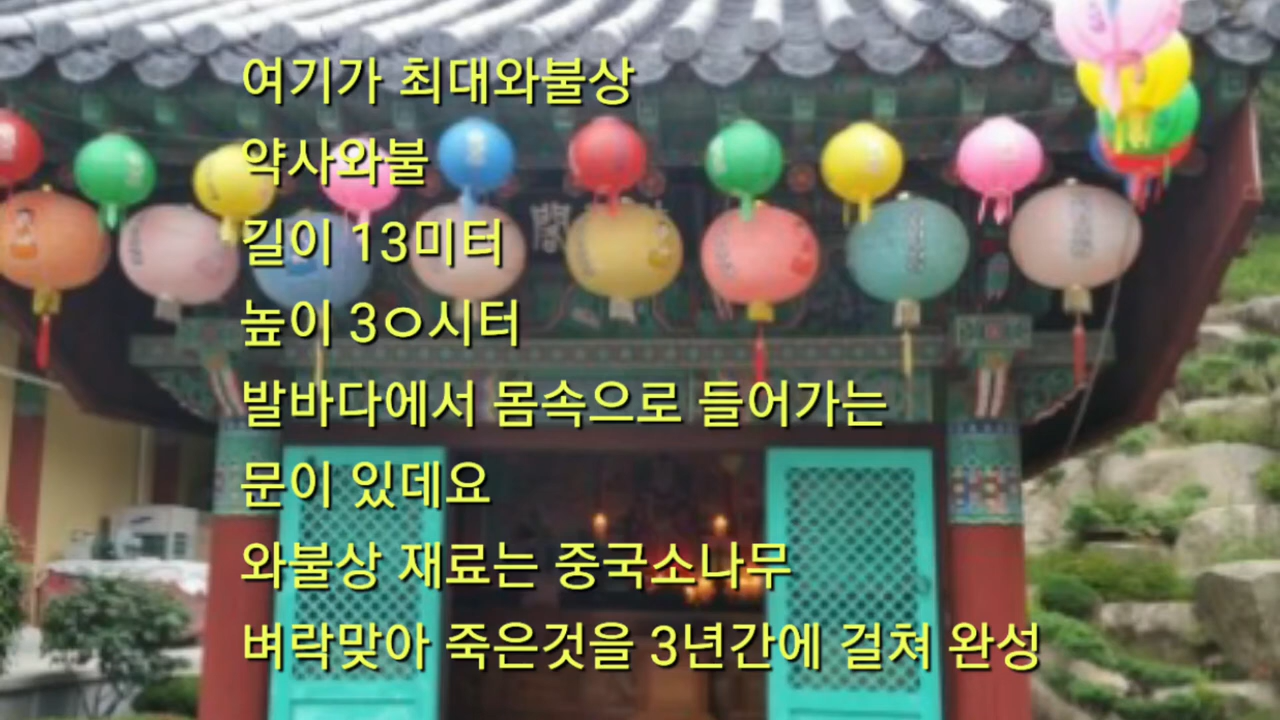 여기가 최대와불상
약사와불
길이 13미터
높이 3ㅇ시터
발바다에서 몸속으로 들어가는
문이 있데요
와불상 재료는 중국소나무
벼락맞아 죽은것을 3년간에 걸쳐 완성